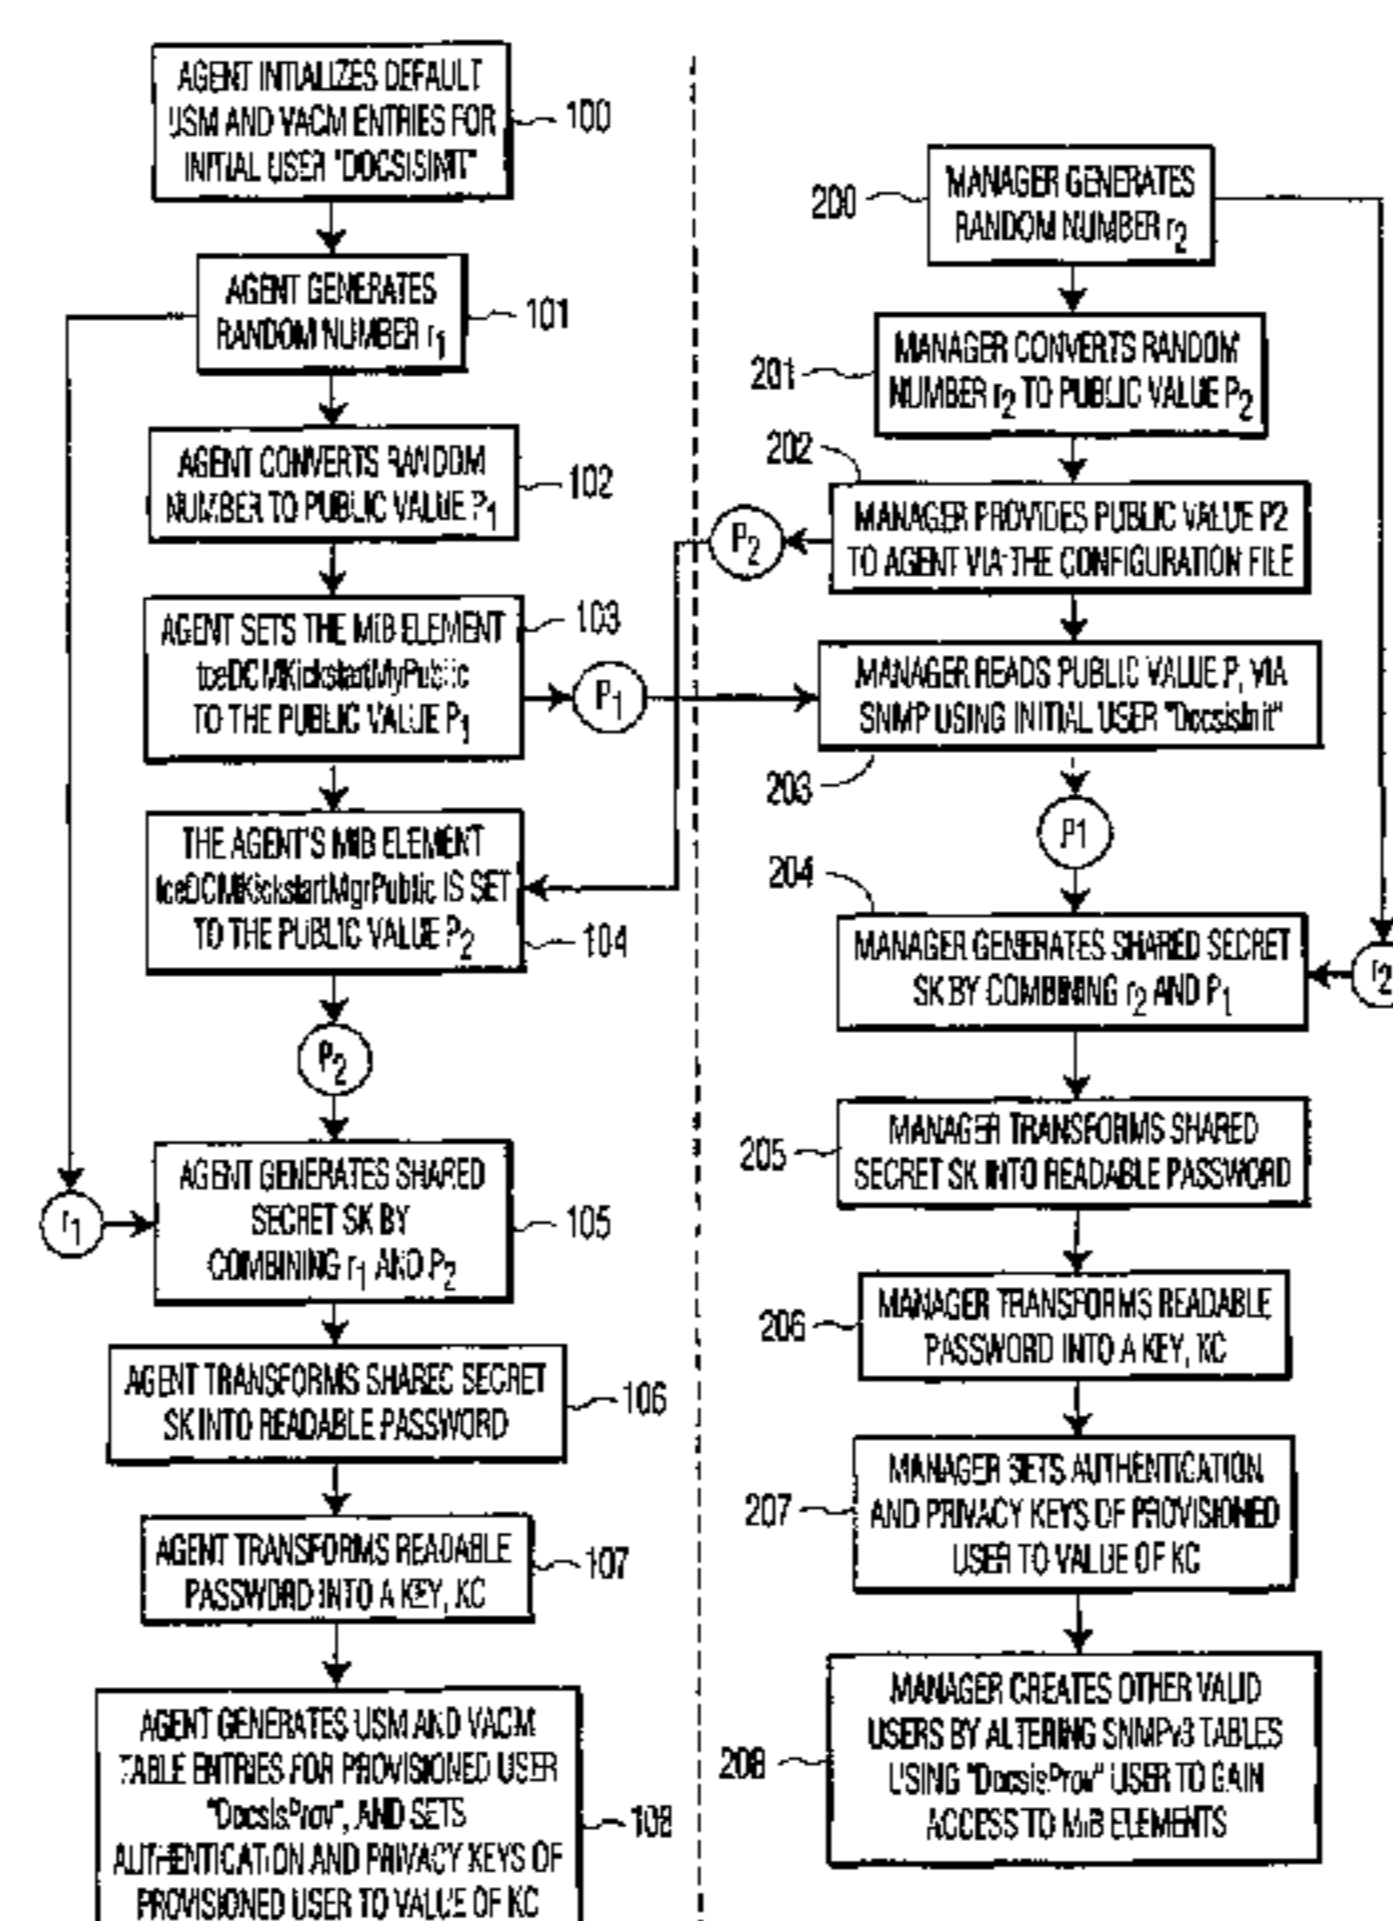 AGENT INTIALIZES DEFAULT
USM AND VACM ENTRIES FOR
INITIAL USER "DOCSISINIT"
100
AGENT GENERATES
RANDOM NUMBER r1
101
AGENT CONVERTS RANDOM
NUMBER TO PUBLIC VALUE P1
102
AGENT SETS THE MIB ELEMENT
tceDCMKickstartMyPublic
TO THE PUBLIC VALUE P1
103
P1
THE AGENT'S MIB ELEMENT
tceDCMKickstartMgrPublic IS SET
TO THE PUBLIC VALUE P2
104
P2
r1
AGENT GENERATES SHARED
SECRET SK BY
COMBINING r1 AND P2
105
AGENT TRANSFORMS SHARED SECRET
SK INTO READABLE PASSWORD
106
AGENT TRANSFORMS READABLE
PASSWORD INTO A KEY, KC
107
AGENT GENERATES USM AND VACM
TABLE ENTRIES FOR PROVISIONED USER
"DocsisProv", AND SETS
AUTHENTICATION AND PRIVACY KEYS OF
PROVISIONED USER TO VALUE OF KC
108
200
MANAGER GENERATES
RANDOM NUMBER r2
201
MANAGER CONVERTS RANDOM
NUMBER r2 TO PUBLIC VALUE P2
202
P2
MANAGER PROVIDES PUBLIC VALUE P2
TO AGENT VIA THE CONFIGURATION FILE
MANAGER READS PUBLIC VALUE P, VIA
SNMP USING INITIAL USER "DocsisInit"
203
P1
204
MANAGER GENERATES SHARED SECRET
SK BY COMBINING r2 AND P1
r2
205
MANAGER TRANSFORMS SHARED
SECRET SK INTO READABLE PASSWORD
206
MANAGER TRANSFORMS READABLE
PASSWORD INTO A KEY, KC
207
MANAGER SETS AUTHENTICATION
AND PRIVACY KEYS OF PROVISIONED
USER TO VALUE OF KC
208
MANAGER CREATES OTHER VALID
USERS BY ALTERING SNMPv3 TABLES
USING "DocsisProv" USER TO GAIN
ACCESS TO MIB ELEMENTS